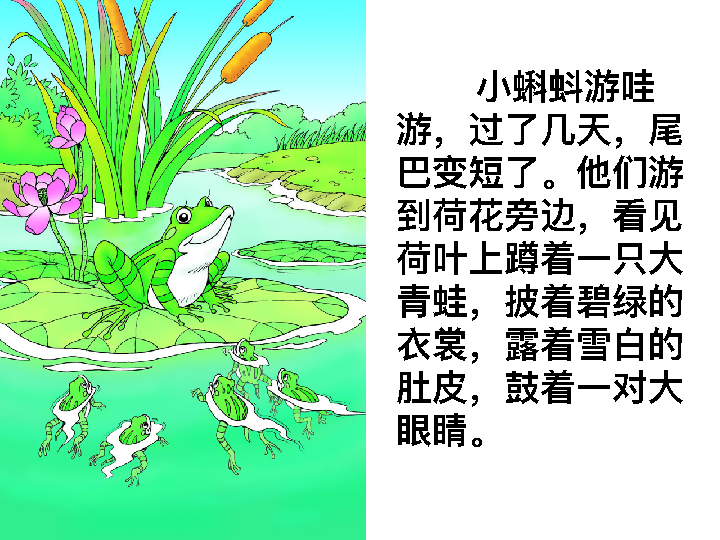 小蝌蚪游哇
游，过了几天，尾
巴变短了。他们游
到荷花旁边，看见
荷叶上蹲着一只大
青蛙，披着碧绿的
衣裳，露着雪白的
肚皮，鼓着一对大
眼睛。